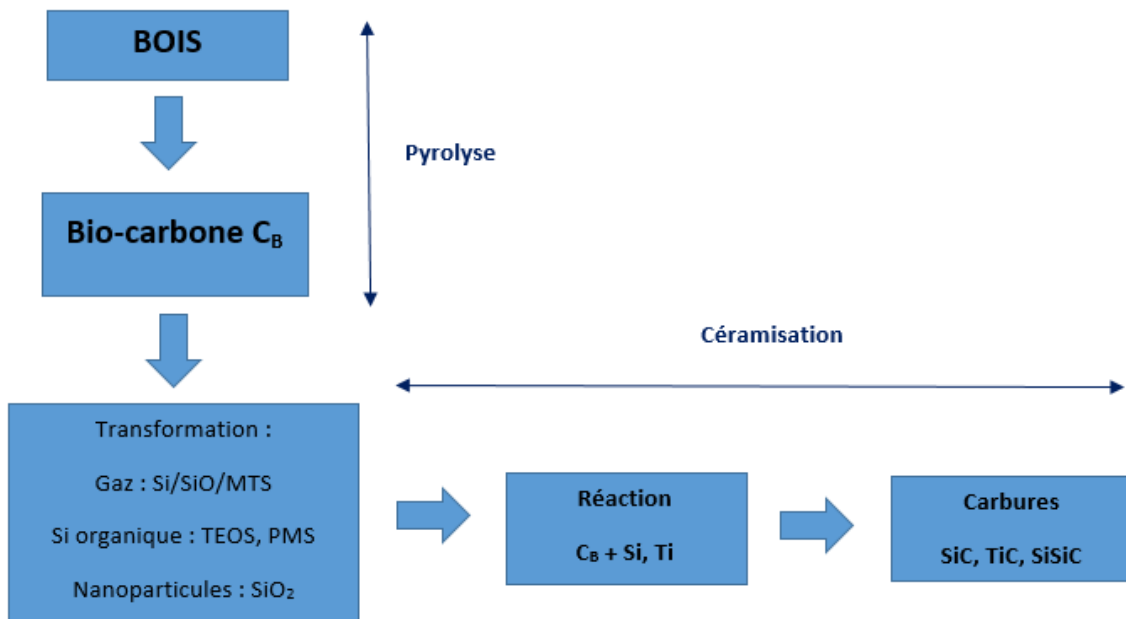 BOIS
Pyrolyse
Bio-carbone C_B
Céramisation
Transformation :
Gaz : Si/SiO/MTS
Si organique : TEOS, PMS
Nanoparticules : SiO₂
Réaction
C_B + Si, Ti
Carbures
SiC, TiC, SiSiC